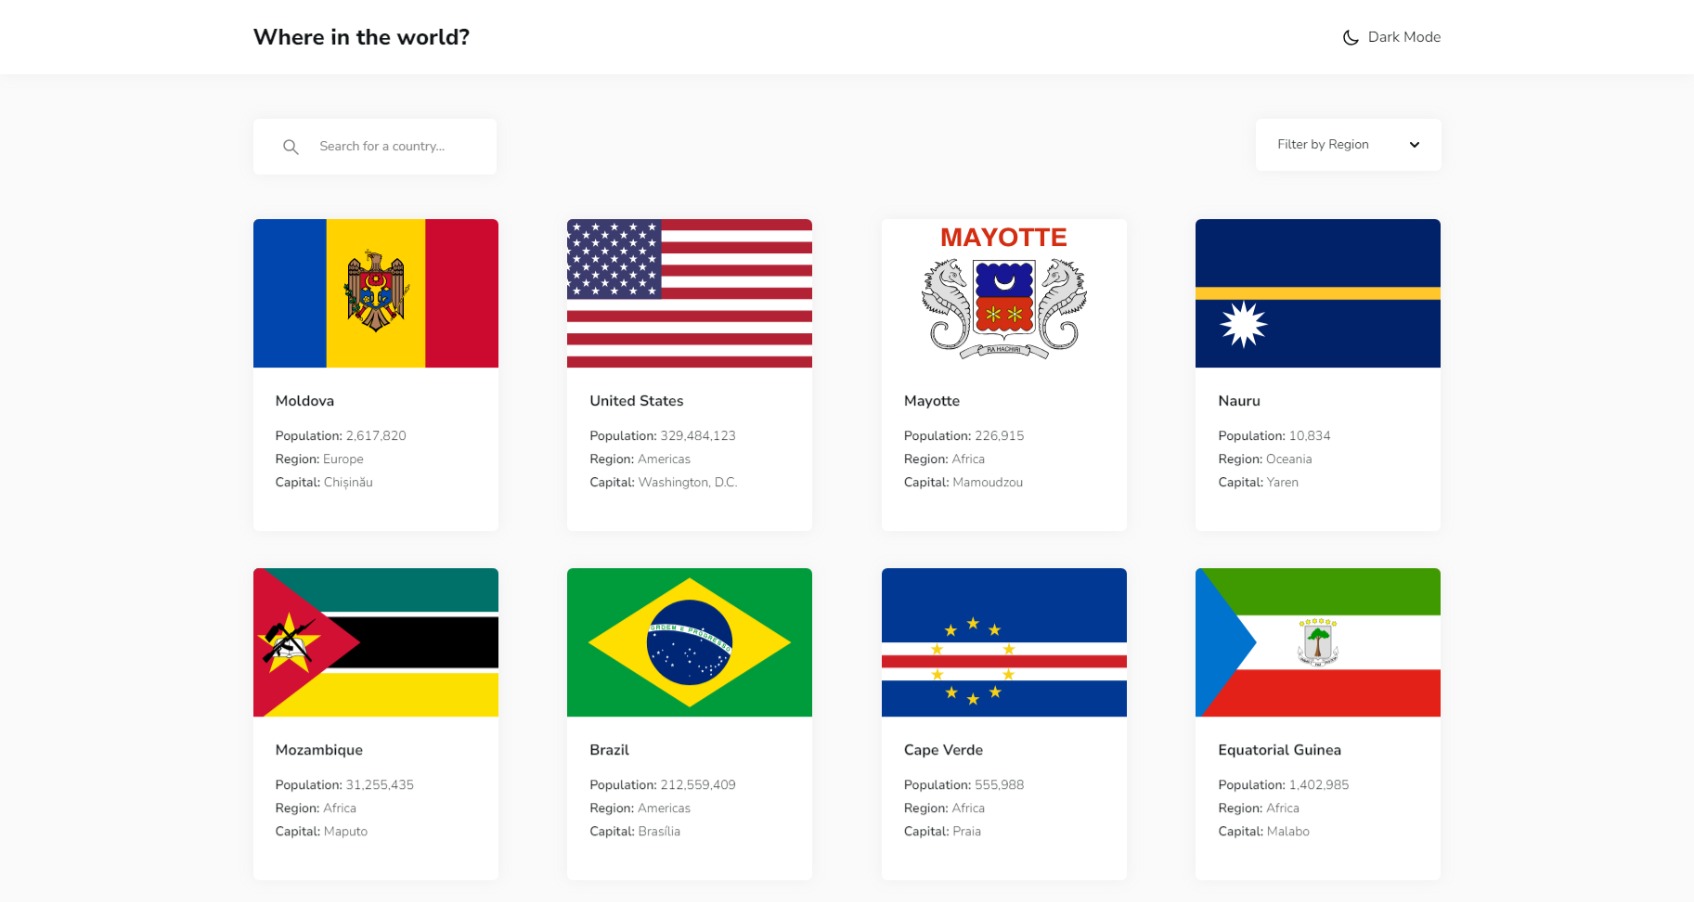 Where in the world?
Dark Mode
Search for a country...
Filter by Region
MAYOTTE
RA HACHIRI
Moldova
Population: 2,617,820
Region: Europe
Capital: Chișinău
United States
Population: 329,484,123
Region: Americas
Capital: Washington, D.C.
Mayotte
Population: 226,915
Region: Africa
Capital: Mamoudzou
Nauru
Population: 10,834
Region: Oceania
Capital: Yaren
ORDEM E PROGRESSO
Mozambique
Population: 31,255,435
Region: Africa
Capital: Maputo
Brazil
Population: 212,559,409
Region: Americas
Capital: Brasília
Cape Verde
Population: 555,988
Region: Africa
Capital: Praia
Equatorial Guinea
Population: 1,402,985
Region: Africa
Capital: Malabo